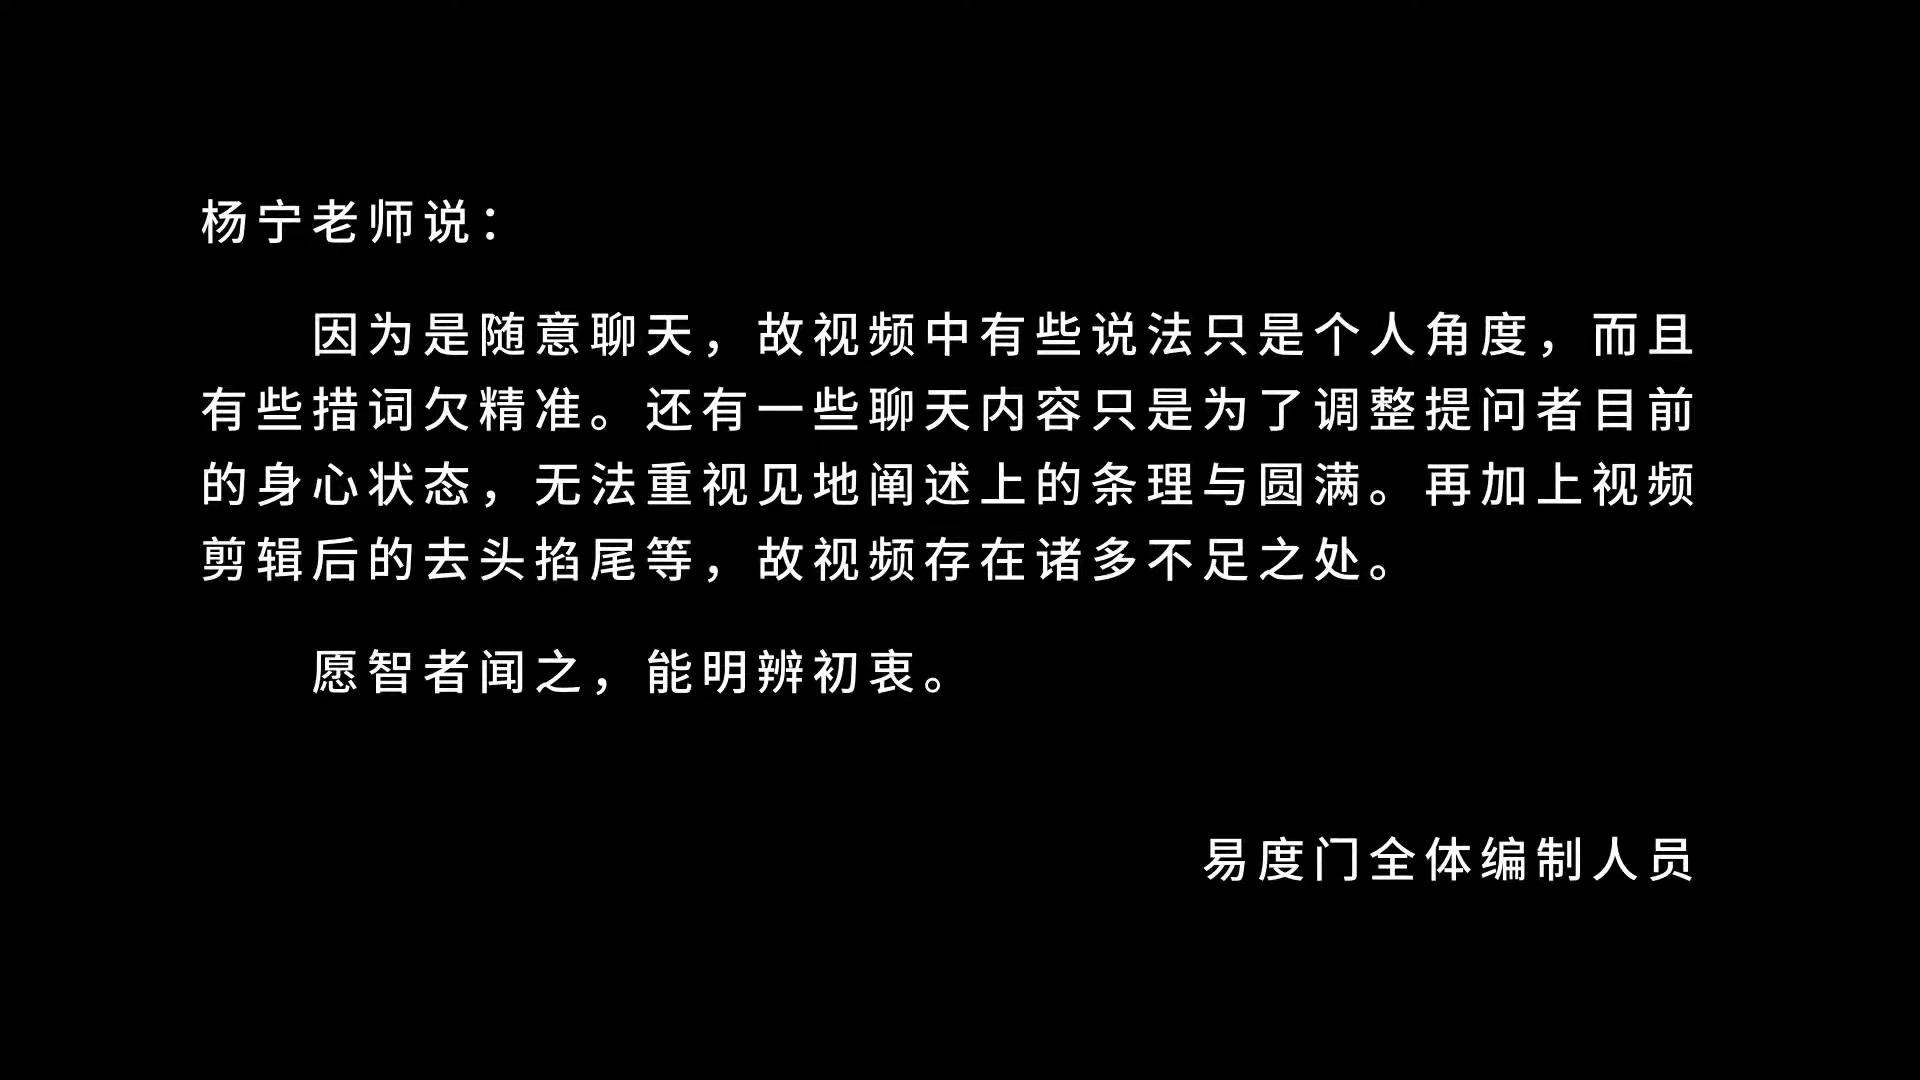 杨宁老师说：
因为是随意聊天，故视频中有些说法只是个人角度，而且
有些措词欠精准。还有一些聊天内容只是为了调整提问者目前
的身心状态，无法重视见地阐述上的条理与圆满。再加上视频
剪辑后的去头掐尾等，故视频存在诸多不足之处。
愿智者闻之，能明辨初衷。
易度门全体编制人员